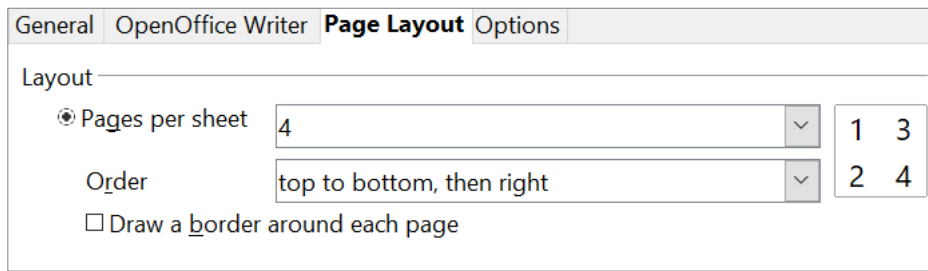 General OpenOffice Writer Page Layout Options
Layout
Pages per sheet 4
1 3
2 4
Order top to bottom, then right
Draw a border around each page